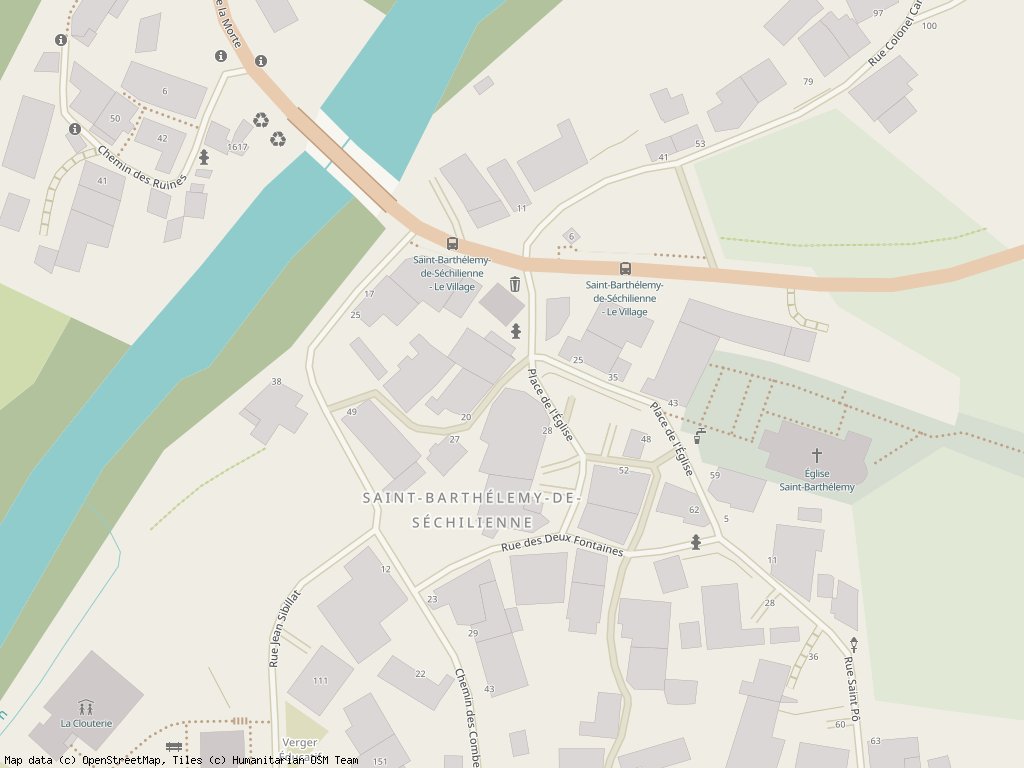 e la Morte
97
100
Rue Colonel Car
79
6
50
42
1617
Chemin des Ruines
41
53
41
11
6
Saint-Barthélemy-
de-Séchilienne
- Le Village
Saint-Barthélemy-
de-Séchilienne
- Le Village
17
25
25
35
38
49
20
27
28
Place de l'Église
43
Place de l'Église
48
52
59
62
5
Église
Saint-Barthélemy
SAINT-BARTHÉLEMY-DE-
SÉCHILIENNE
Rue des Deux Fontaines
11
12
23
28
29
36
Rue Jean Sibillat
111
22
43
Chemin des Combe
Rue Saint Pô
60
63
La Clouterie
n
Verger
Éducatif
151
Map data (c) OpenStreetMap, Tiles (c) Humanitarian OSM Team